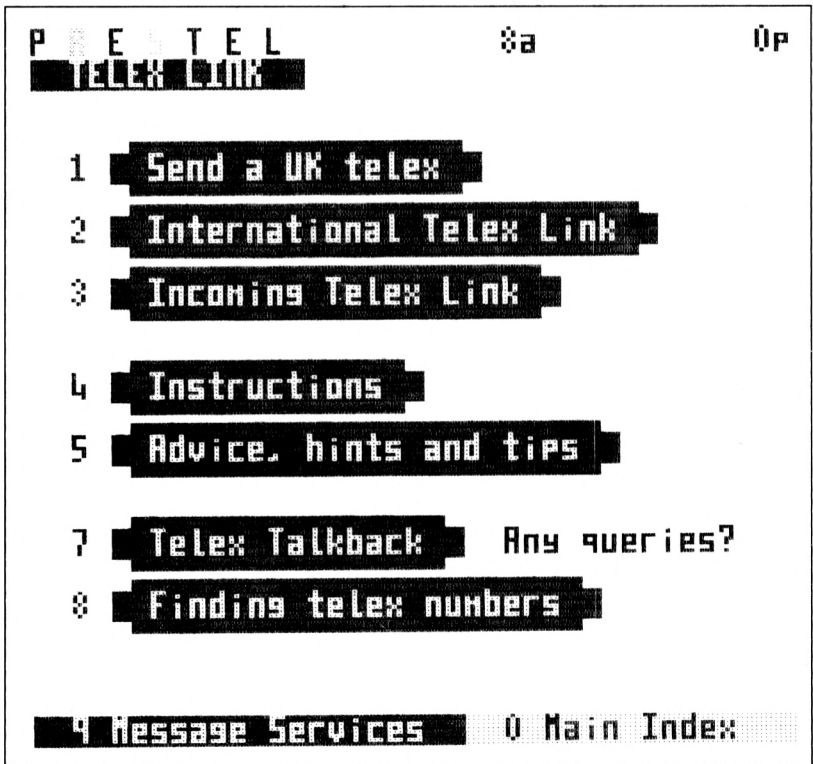 P R E S T E L 8a 0p
TELEX LINK
1 Send a UK telex
2 International Telex Link
3 Incoming Telex Link
4 Instructions
5 Advice, hints and tips
7 Telex Talkback Any queries?
8 Finding telex numbers
9 Message Services 0 Main Index